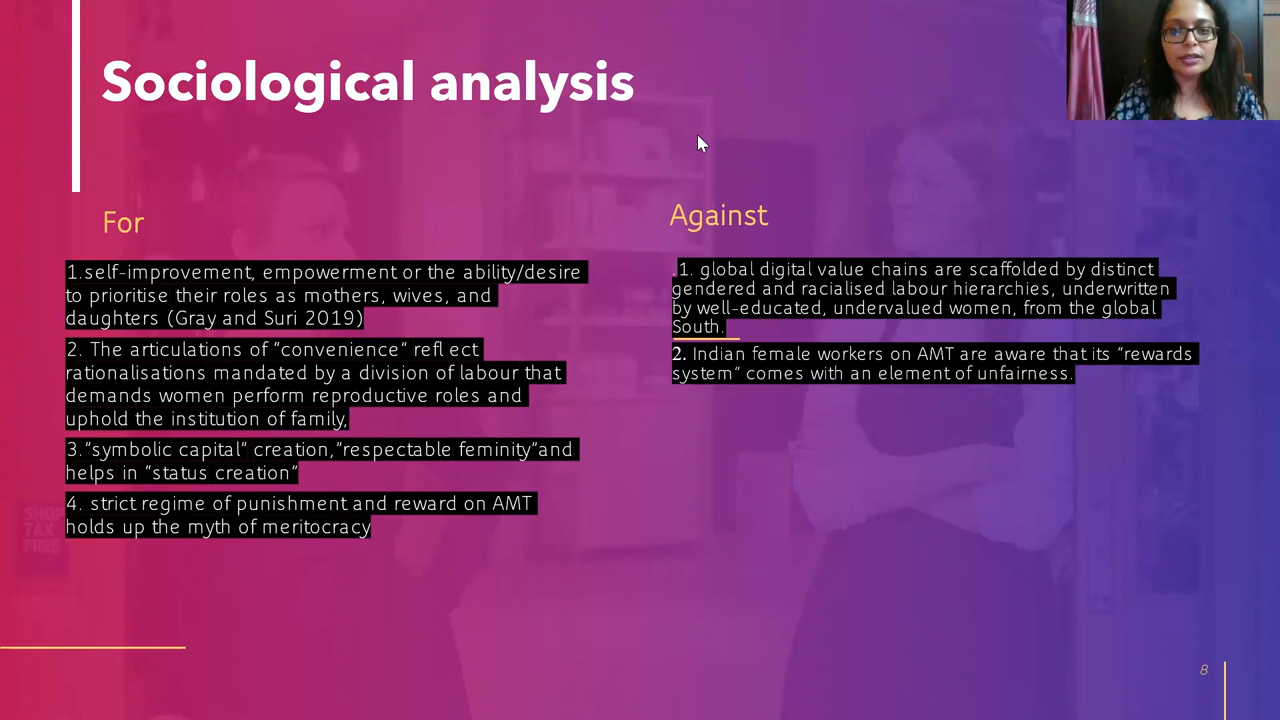 Sociological analysis
For
1.self-improvement, empowerment or the ability/desire
to prioritise their roles as mothers, wives, and
daughters (Gray and Suri 2019)
2. The articulations of “convenience” refl ect
rationalisations mandated by a division of labour that
demands women perform reproductive roles and
uphold the institution of family,
3.“symbolic capital“ creation,”respectable feminity“and
helps in “status creation”
4. strict regime of punishment and reward on AMT
holds up the myth of meritocracy
Against
.1. global digital value chains are scaffolded by distinct
gendered and racialised labour hierarchies, underwritten
by well-educated, undervalued women, from the global
South.
2. Indian female workers on AMT are aware that its “rewards
system” comes with an element of unfairness.
SHOP
TAX
FREE
8